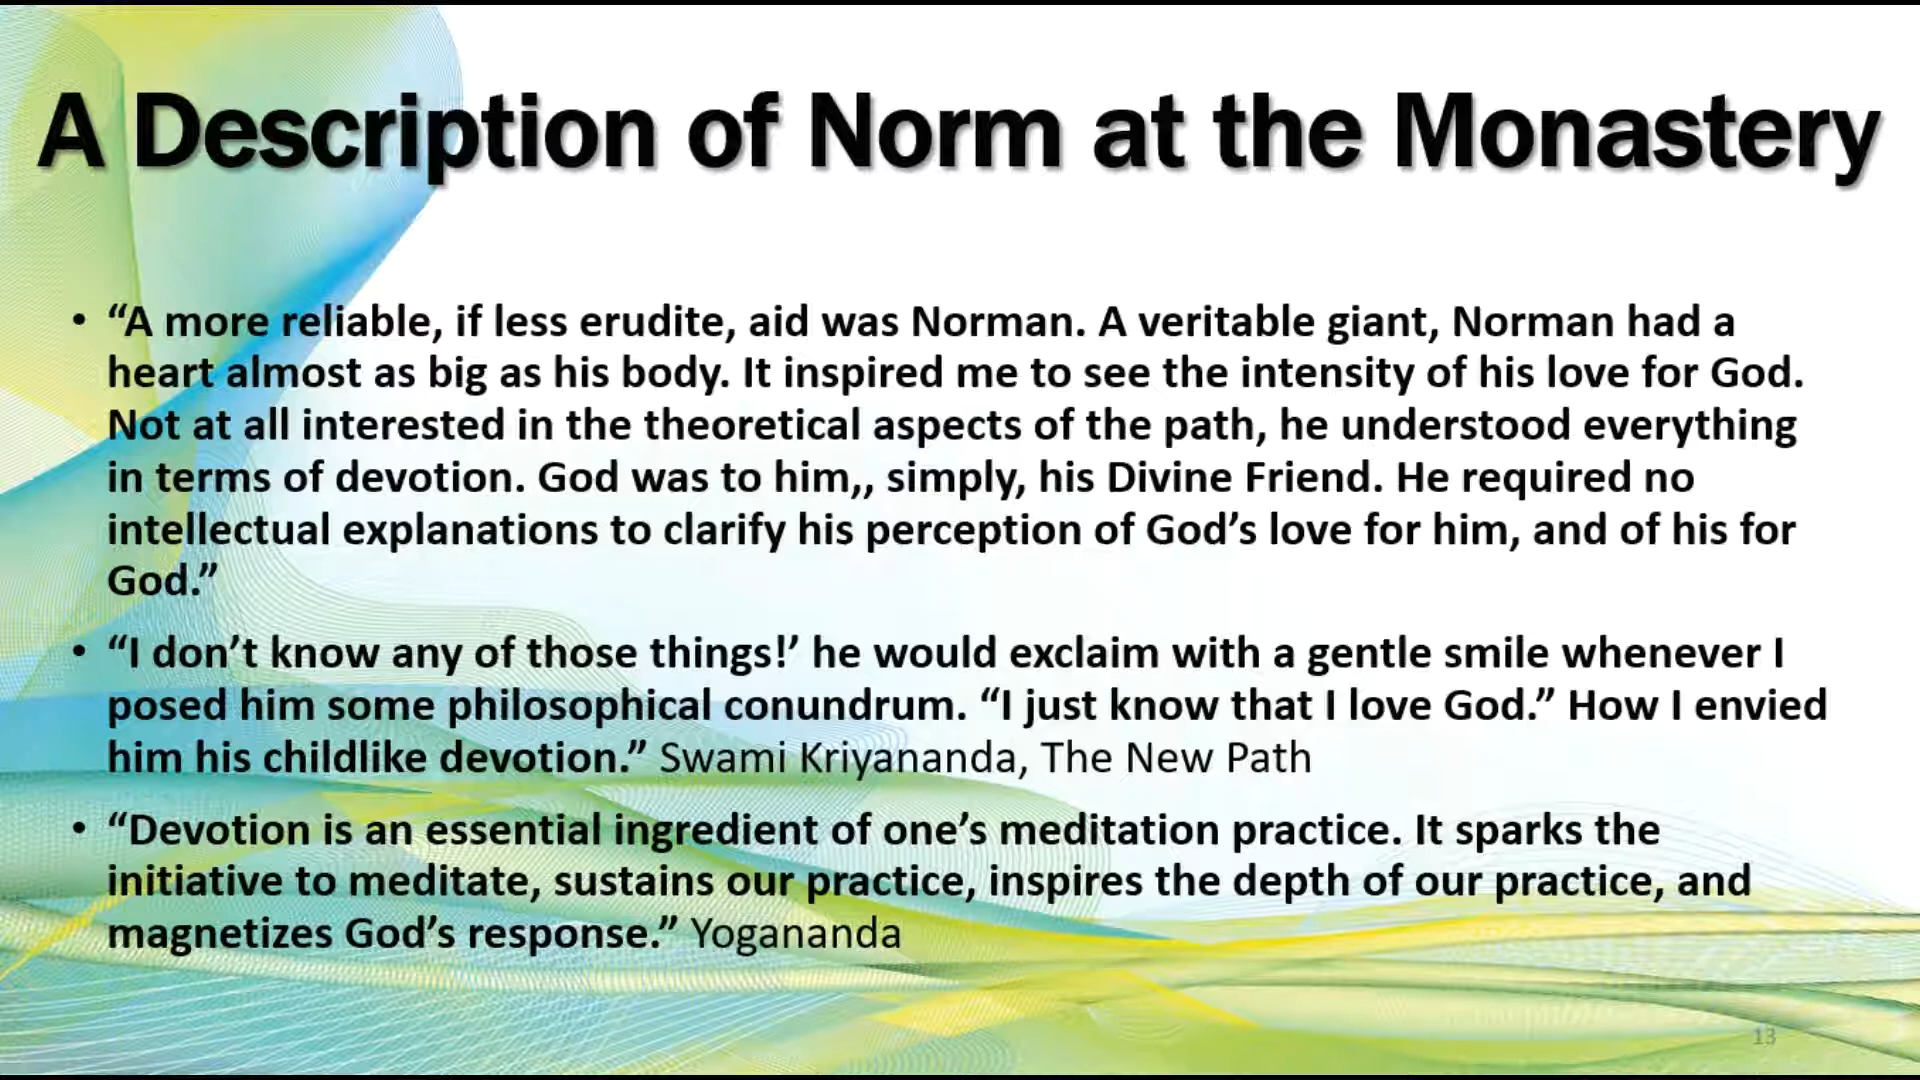 A Description of Norm at the Monastery
• “A more reliable, if less erudite, aid was Norman. A veritable giant, Norman had a
heart almost as big as his body. It inspired me to see the intensity of his love for God.
Not at all interested in the theoretical aspects of the path, he understood everything
in terms of devotion. God was to him,, simply, his Divine Friend. He required no
intellectual explanations to clarify his perception of God’s love for him, and of his for
God.”
• “I don’t know any of those things!’ he would exclaim with a gentle smile whenever I
posed him some philosophical conundrum. “I just know that I love God.” How I envied
him his childlike devotion.” Swami Kriyananda, The New Path
• “Devotion is an essential ingredient of one’s meditation practice. It sparks the
initiative to meditate, sustains our practice, inspires the depth of our practice, and
magnetizes God’s response.” Yogananda
13